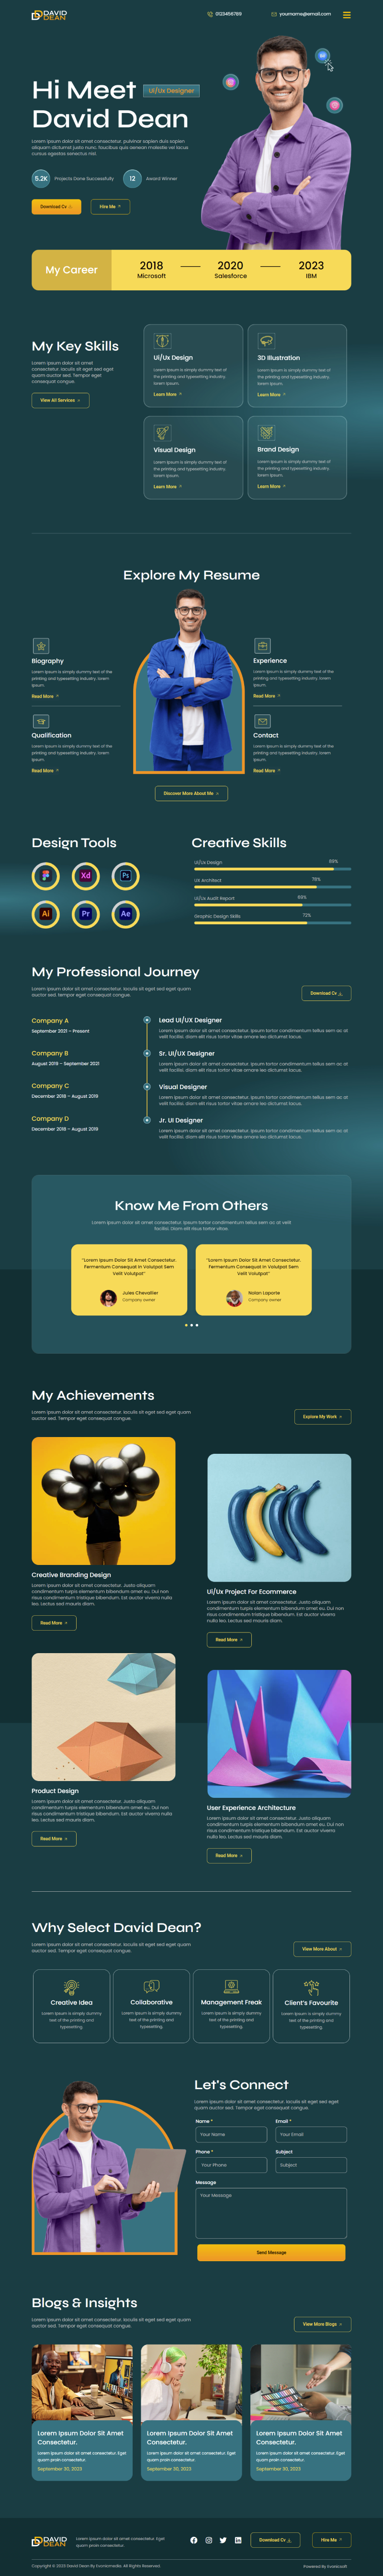 DAVID
DEAN
0123456789
yourname@email.com
Hi Meet
Ui/Ux Designer
David Dean
Lorem ipsum dolor sit amet consectetur. pulvinar sapien duis sapien
aliquam dictumst justo nunc. faucibus quis aenean molestie vel lacus
cursus egestas senectus nisl.
5.2K
Projects Done Successfully
12
Award Winner
Download Cv
Hire Me
My Career
2018
Microsoft
2020
Salesforce
2023
IBM
My Key Skills
Lorem ipsum dolor sit amet
consectetur. Iaculis sit eget sed eget
quam auctor sed. Tempor eget
consequat congue.
View All Services
Ui/Ux Design
Lorem Ipsum is simply dummy text of
the printing and typesetting industry.
lorem ipsum.
Learn More
3D Illustration
Lorem Ipsum is simply dummy text of
the printing and typesetting industry.
lorem ipsum.
Learn More
Visual Design
Lorem Ipsum is simply dummy text of
the printing and typesetting industry.
lorem ipsum.
Learn More
Brand Design
Lorem Ipsum is simply dummy text of
the printing and typesetting industry.
lorem ipsum.
Learn More
Explore My Resume
Biography
Lorem Ipsum is simply dummy text of the
printing and typesetting industry. lorem
ipsum.
Read More
Qualification
Lorem Ipsum is simply dummy text of the
printing and typesetting industry. lorem
ipsum.
Read More
Experience
Lorem Ipsum is simply dummy text of the
printing and typesetting industry. lorem
ipsum.
Read More
Contact
Lorem Ipsum is simply dummy text of the
printing and typesetting industry. lorem
ipsum.
Read More
Discover More About Me
Design Tools
Xd
Ps
Ai
Pr
Ae
Creative Skills
Ui/Ux Design
89%
UX Architect
78%
Ui/Ux Audit Report
Graphic Design Skills
72%
My Professional Journey
Lorem ipsum dolor sit amet consectetur. Iaculis sit eget sed eget quam
auctor sed. Tempor eget consequat congue.
Download Cv
Company A
September 2021 – Present
Lead UI/UX Designer
Lorem ipsum dolor sit amet consectetur. Ipsum tortor condimentum tellus sem ac at
velit facilisi. diam elit risus tortor vitae ornare leo dictumst lacus.
Company B
August 2019 – September 2021
Sr. UI/UX Designer
Lorem ipsum dolor sit amet consectetur. Ipsum tortor condimentum tellus sem ac at
velit facilisi. diam elit risus tortor vitae ornare leo dictumst lacus.
Company C
December 2018 – August 2019
Visual Designer
Lorem ipsum dolor sit amet consectetur. Ipsum tortor condimentum tellus sem ac at
velit facilisi. diam elit risus tortor vitae ornare leo dictumst lacus.
Company D
December 2018 – August 2019
Jr. UI Designer
Lorem ipsum dolor sit amet consectetur. Ipsum tortor condimentum tellus sem ac at
velit facilisi. diam elit risus tortor vitae ornare leo dictumst lacus.
Know Me From Others
Lorem ipsum dolor sit amet consectetur. Ipsum tortor condimentum tellus sem ac at velit
facilisi. diam elit risus tortor vitae.
"Lorem Ipsum Dolor Sit Amet Consectetur.
Fermentum Consequat In Volutpat Sem
Velit Volutpat"
Jules Chevallier
Company owner
"Lorem Ipsum Dolor Sit Amet Consectetur.
Fermentum Consequat In Volutpat Sem
Velit Volutpat"
Nolan Laporte
Company owner
My Achievements
Lorem ipsum dolor sit amet consectetur. Iaculis sit eget sed eget quam
auctor sed. Tempor eget consequat congue.
Explore My Work
Creative Branding Design
Lorem ipsum dolor sit amet consectetur. Justo aliquam
condimentum turpis elementum bibendum amet eu. Dui non
risus condimentum tristique bibendum. Est auctor viverra
nulla leo. Lectus sed mauris diam.
Read More
Ui/Ux Project For Ecommerce
Lorem ipsum dolor sit amet consectetur. Justo aliquam
condimentum turpis elementum bibendum amet eu. Dui non
risus condimentum tristique bibendum. Est auctor viverra
nulla leo. Lectus sed mauris diam.
Read More
Product Design
Lorem ipsum dolor sit amet consectetur. Justo aliquam
condimentum turpis elementum bibendum amet eu. Dui non
risus condimentum tristique bibendum. Est auctor viverra nulla
leo. Lectus sed mauris diam.
Read More
User Experience Architecture
Lorem ipsum dolor sit amet consectetur. Justo aliquam
condimentum turpis elementum bibendum amet eu. Dui non
risus condimentum tristique bibendum. Est auctor viverra
nulla leo. Lectus sed mauris diam.
Read More
Why Select David Dean?
Lorem ipsum dolor sit amet consectetur. Iaculis sit eget sed eget quam
auctor sed. Tempor eget consequat congue.
View More About
Creative Idea
Lorem Ipsum is simply dummy
text of the printing and
typesetting.
Collaborative
Lorem Ipsum is simply dummy
text of the printing and
typesetting.
Management Freak
Lorem Ipsum is simply dummy
text of the printing and
typesetting.
Client's Favourite
Lorem Ipsum is simply dummy
text of the printing and
typesetting.
Let's Connect
Lorem ipsum dolor sit amet consectetur. Iaculis sit eget sed eget
quam auctor sed. Tempor eget consequat congue.
Name *
Email *
Your Name
Your Email
Phone *
Subject
Your Phone
Subject
Message
Your Message
Send Message
Blogs & Insights
Lorem ipsum dolor sit amet consectetur. Iaculis sit eget sed eget quam
auctor sed. Tempor eget consequat congue.
View More Blogs
Lorem Ipsum Dolor Sit Amet
Consectetur.
Lorem ipsum dolor sit amet consectetur. Eget
quam proin consectetur
September 30, 2023
Lorem Ipsum Dolor Sit Amet
Consectetur.
Lorem ipsum dolor sit amet consectetur. Eget
quam proin consectetur
September 30, 2023
Lorem Ipsum Dolor Sit Amet
Consectetur.
Lorem ipsum dolor sit amet consectetur. Eget
quam proin consectetur
September 30, 2023
DAVID
DEAN
Lorem ipsum dolor sit amet consectetur. Eget
quam proin consectetur.
Download Cv
Hire Me
Copyright © 2023 David Dean By Evonicmedia. All Rights Reserved.
Powered By Evonicsoft